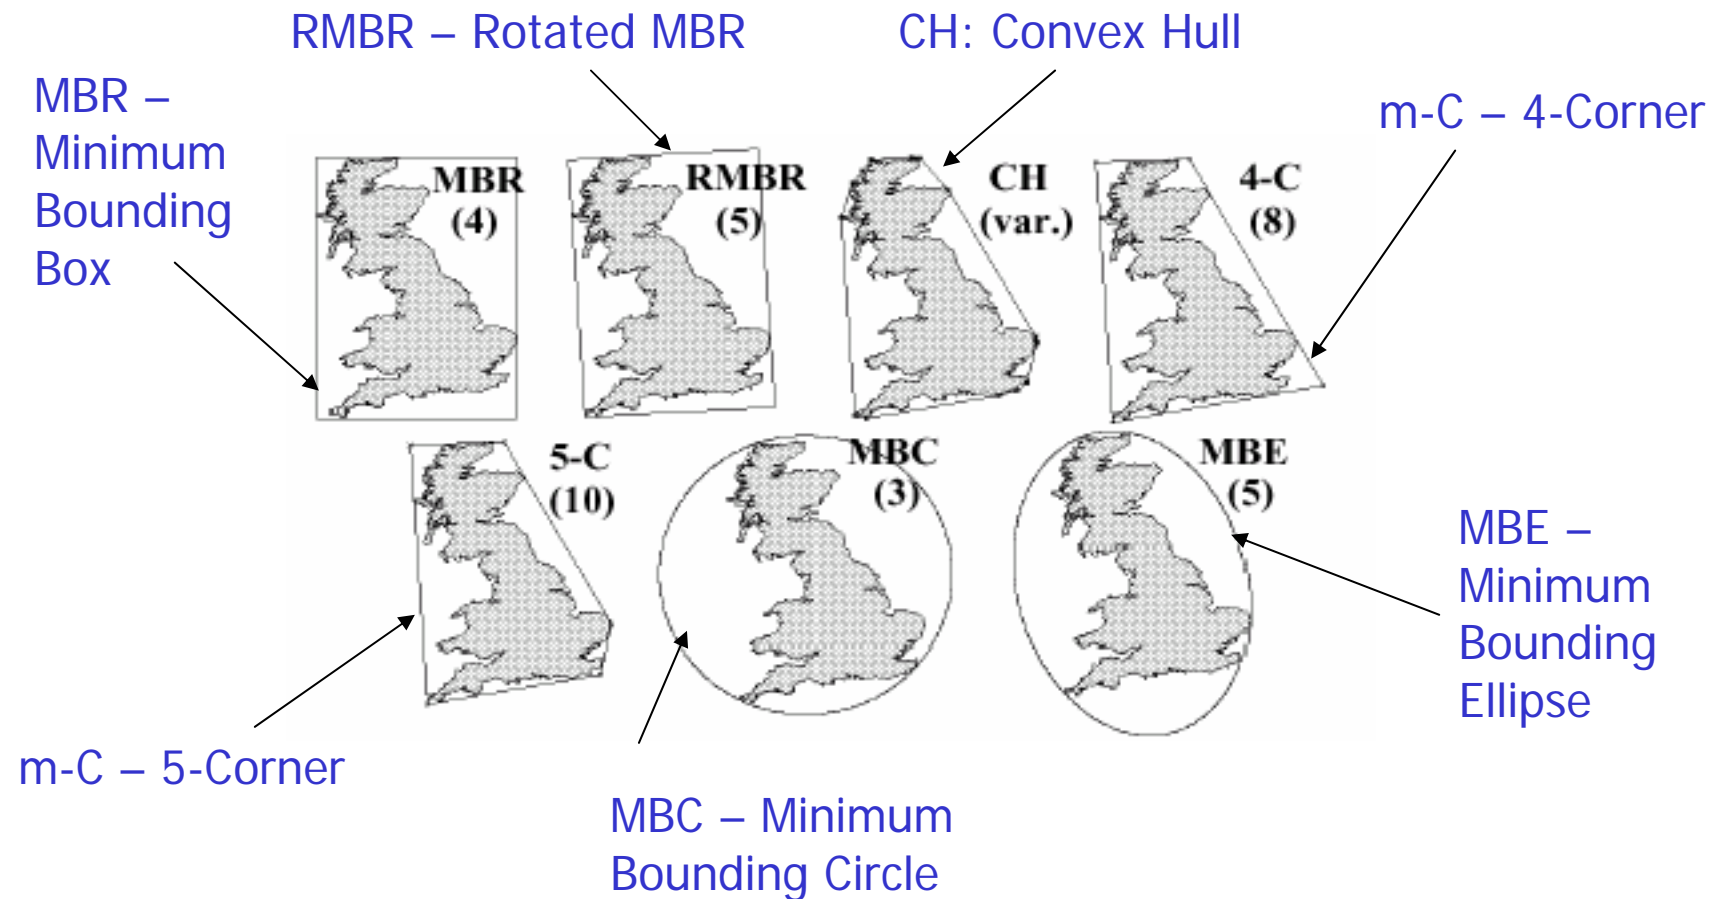 RMBR – Rotated MBR
CH: Convex Hull
MBR –
Minimum
Bounding
Box
m-C – 4-Corner
MBR
(4)
RMBR
(5)
CH
(var.)
4-C
(8)
5-C
(10)
MBC
(3)
MBE
(5)
MBE –
Minimum
Bounding
Ellipse
m-C – 5-Corner
MBC – Minimum
Bounding Circle